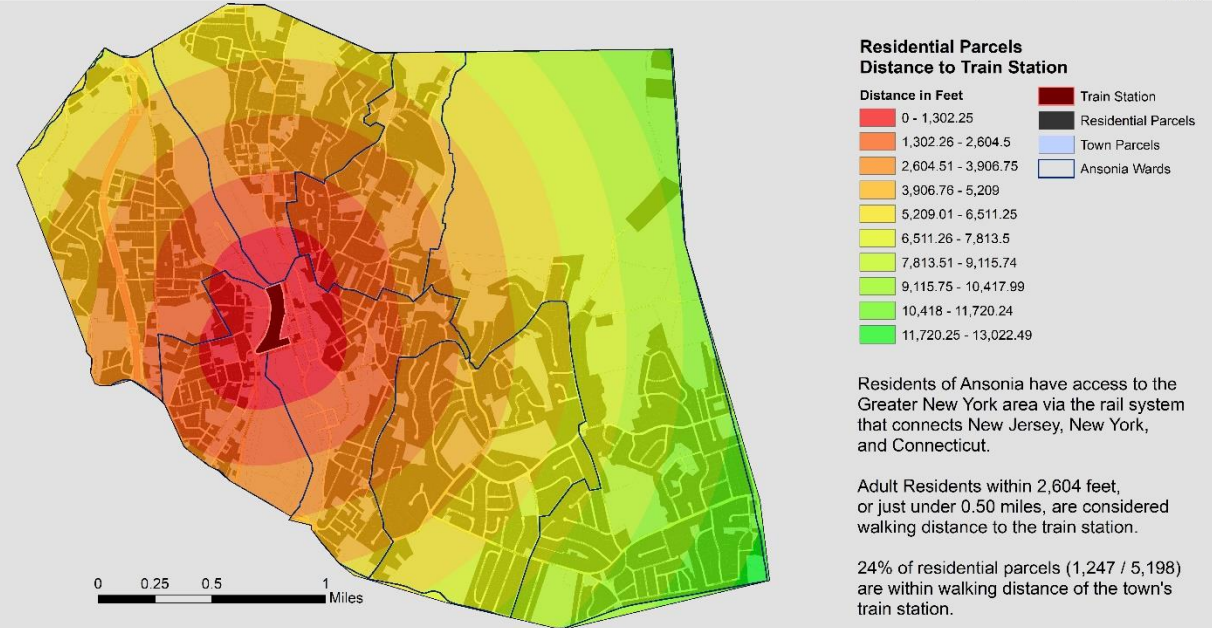 Residential Parcels
Distance to Train Station
Distance in Feet
0 - 1,302.25
1,302.26 - 2,604.5
2,604.51 - 3,906.75
3,906.76 - 5,209
5,209.01 - 6,511.25
6,511.26 - 7,813.5
7,813.51 - 9,115.74
9,115.75 - 10,417.99
10,418 - 11,720.24
11,720.25 - 13,022.49
Train Station
Residential Parcels
Town Parcels
Ansonia Wards
Residents of Ansonia have access to the
Greater New York area via the rail system
that connects New Jersey, New York,
and Connecticut.
Adult Residents within 2,604 feet,
or just under 0.50 miles, are considered
walking distance to the train station.
24% of residential parcels (1,247 / 5,198)
are within walking distance of the town's
train station.
0 0.25 0.5 1
Miles